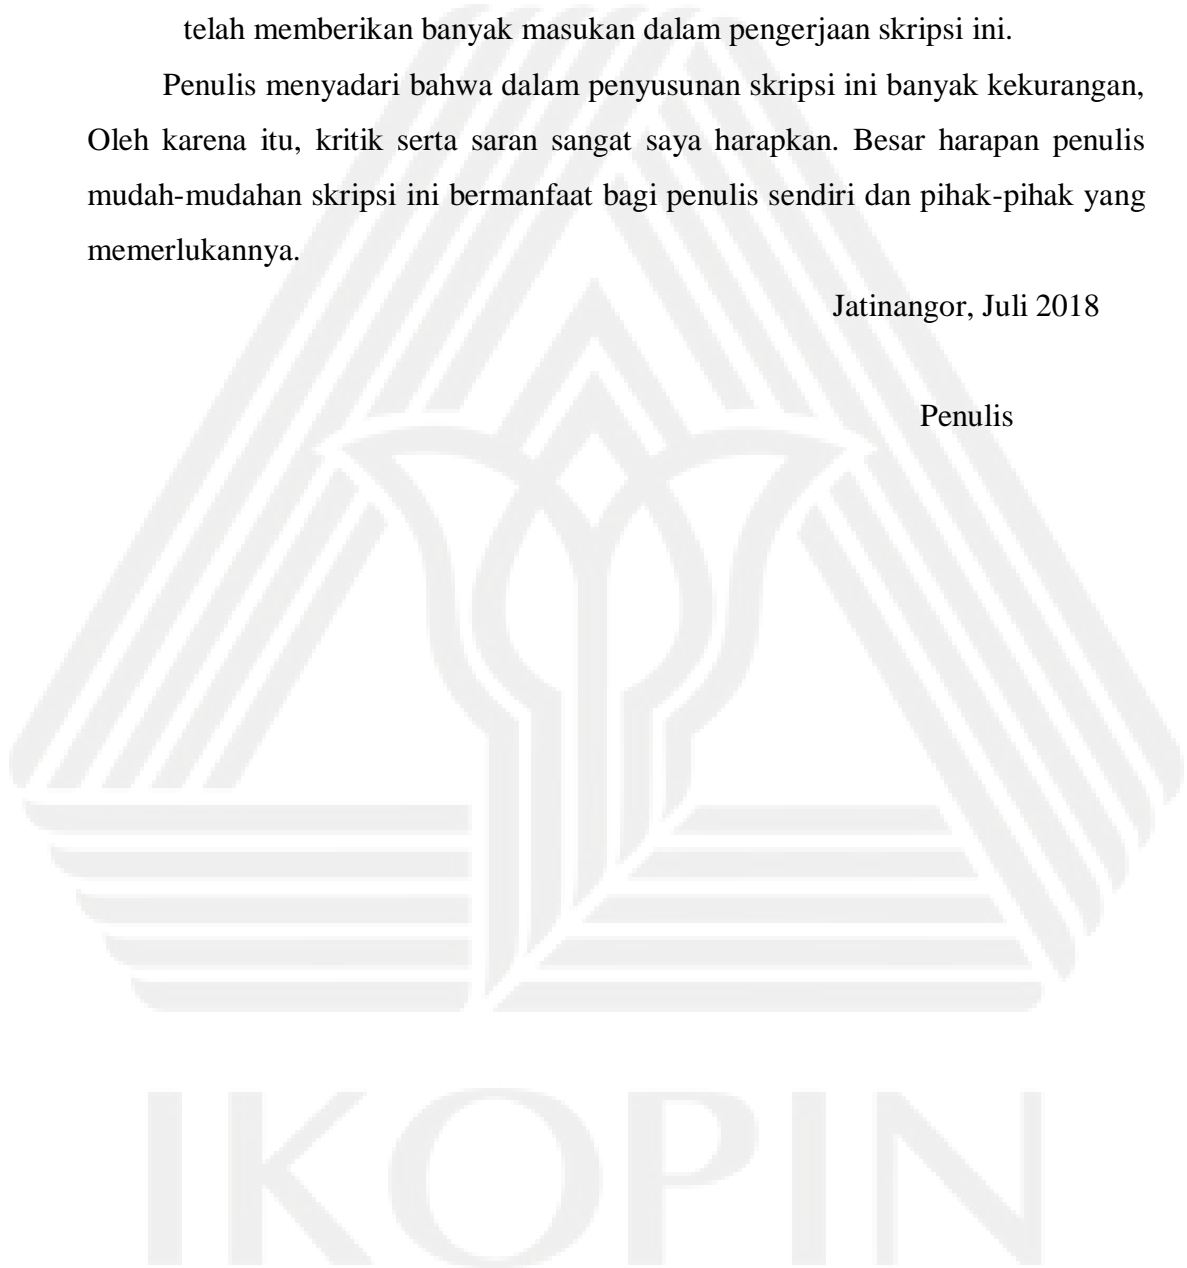 telah memberikan banyak masukan dalam pengerjaan skripsi ini.
Penulis menyadari bahwa dalam penyusunan skripsi ini banyak kekurangan,
Oleh karena itu, kritik serta saran sangat saya harapkan. Besar harapan penulis
mudah-mudahan skripsi ini bermanfaat bagi penulis sendiri dan pihak-pihak yang
memerlukannya.
Jatinangor, Juli 2018
Penulis
IKOPIN